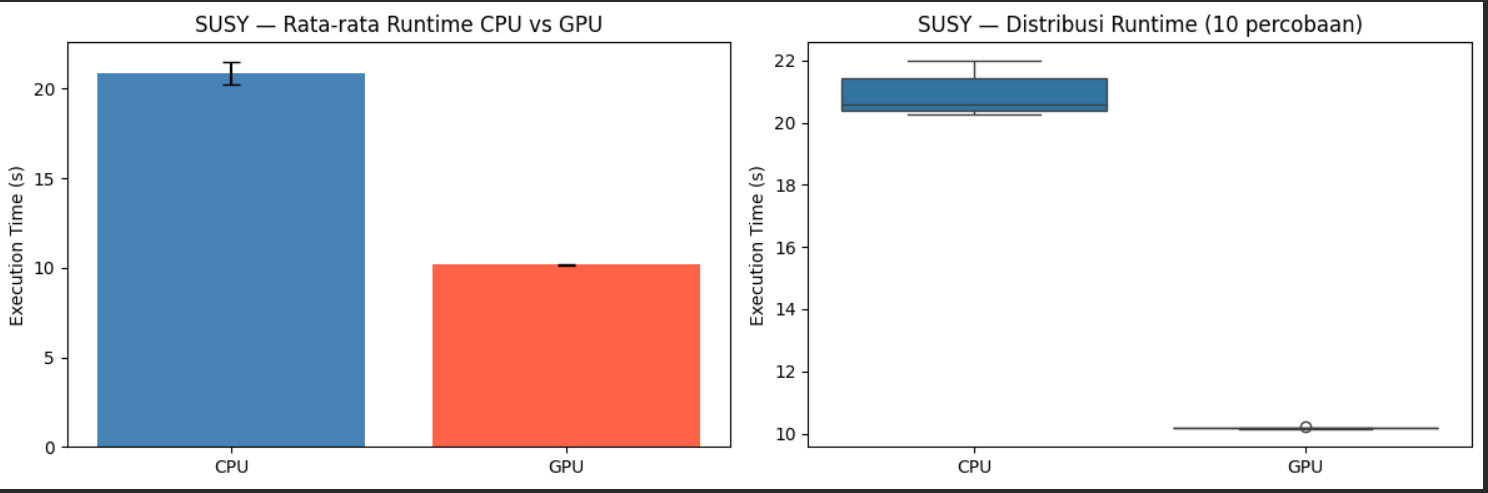 SUSY — Rata-rata Runtime CPU vs GPU
Execution Time (s)
20
15
10
5
0
CPU
GPU
SUSY — Distribusi Runtime (10 percobaan)
Execution Time (s)
22
20
18
16
14
12
10
CPU
GPU